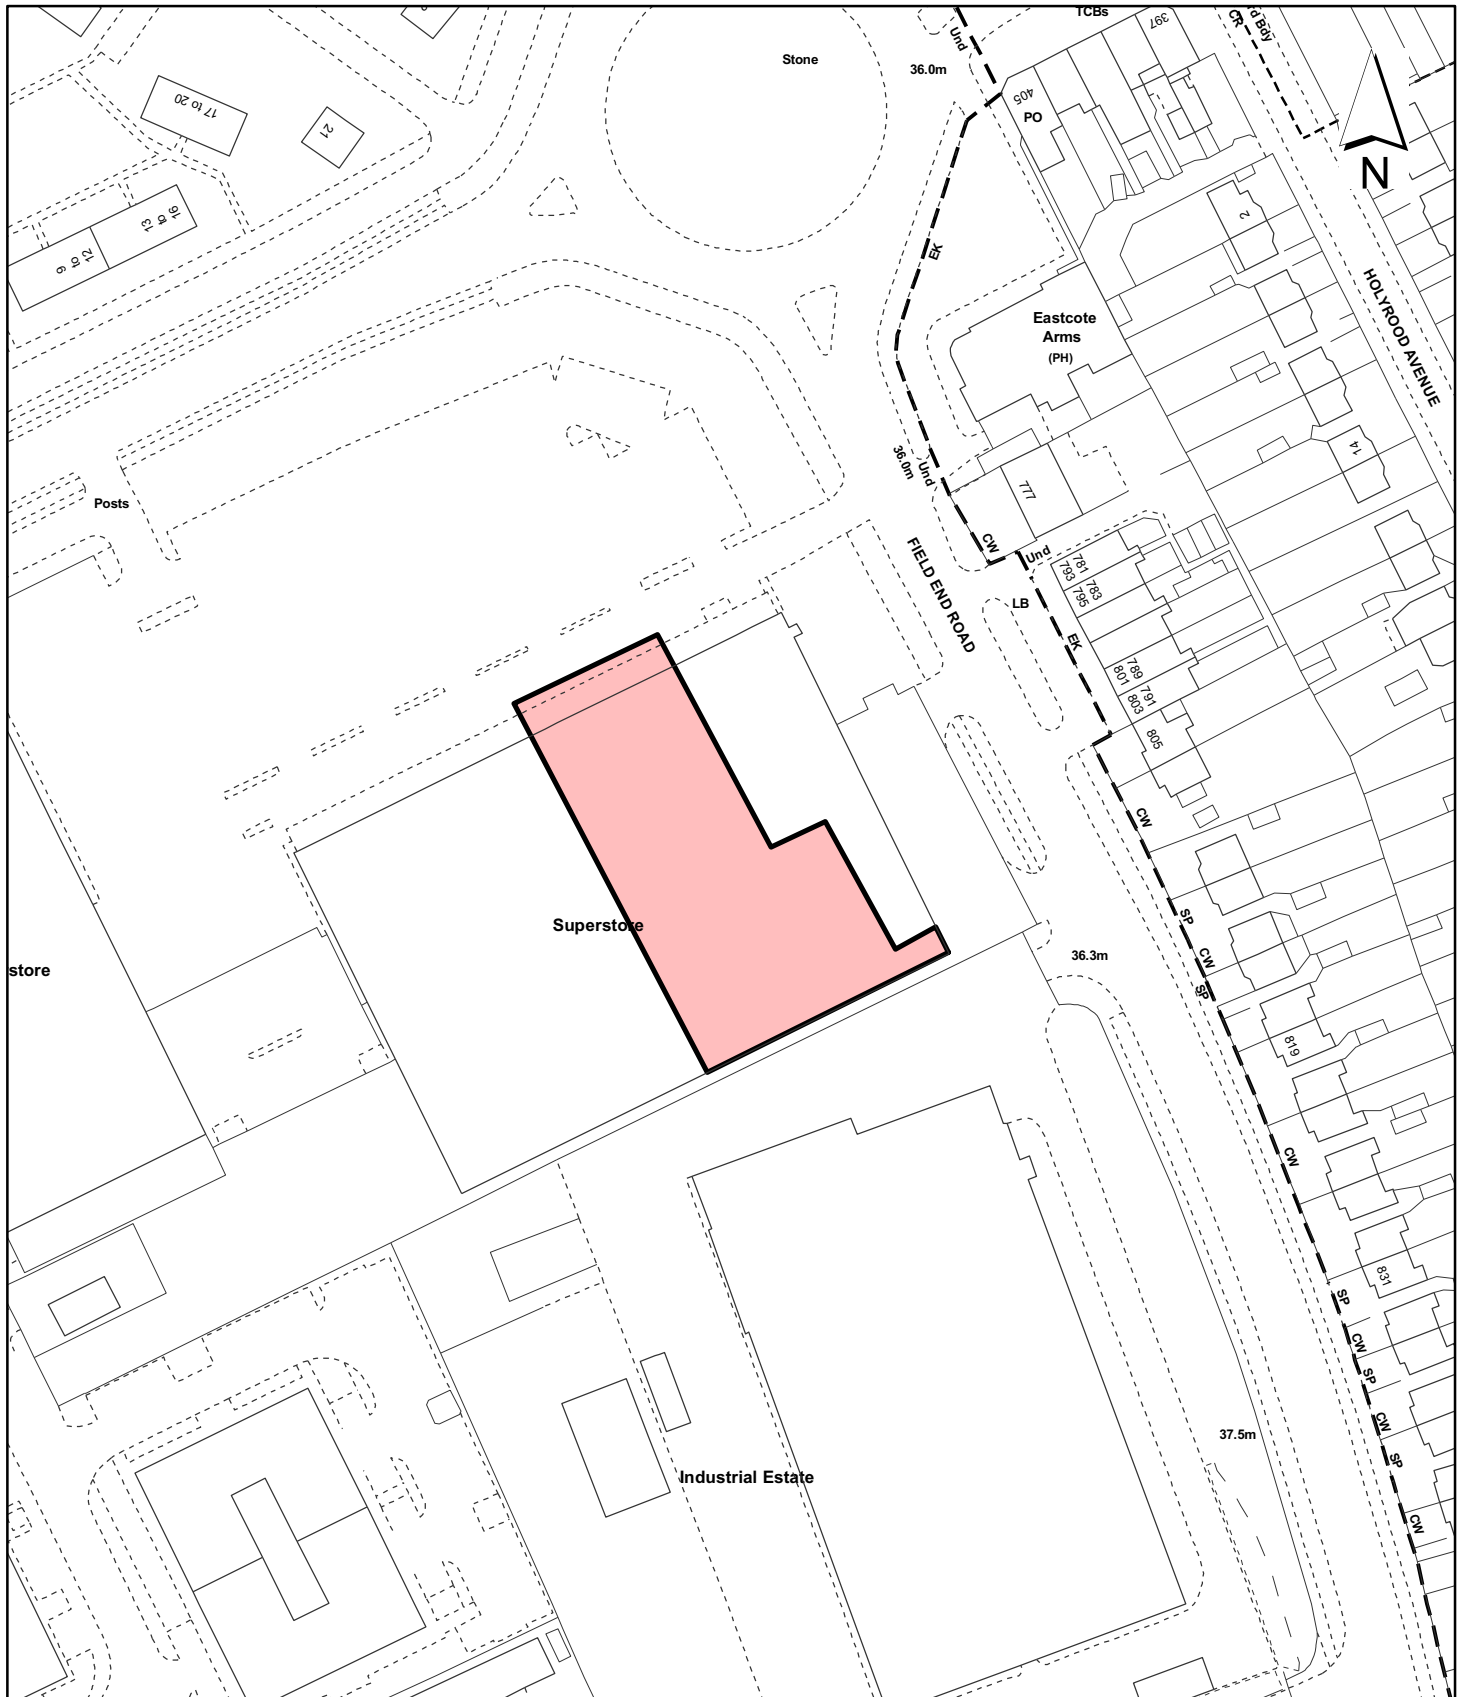 TCBs
397
CR
rd Bdy
Und
Stone
36.0m
405
PO
N
17 to 20
21
2
13
to
16
9
to
12
EK
HOLYROOD AVENUE
Eastcote
Arms
(PH)
14
36.0m
Und
777
Posts
CW
Und
FIELD END ROAD
781
793
783
795
LB
EK
789
801
791
803
805
CW
SP
Superstore
store
36.3m
CW
SP
819
CW
831
SP
CW
SP
CW
37.5m
SP
Industrial Estate
CW